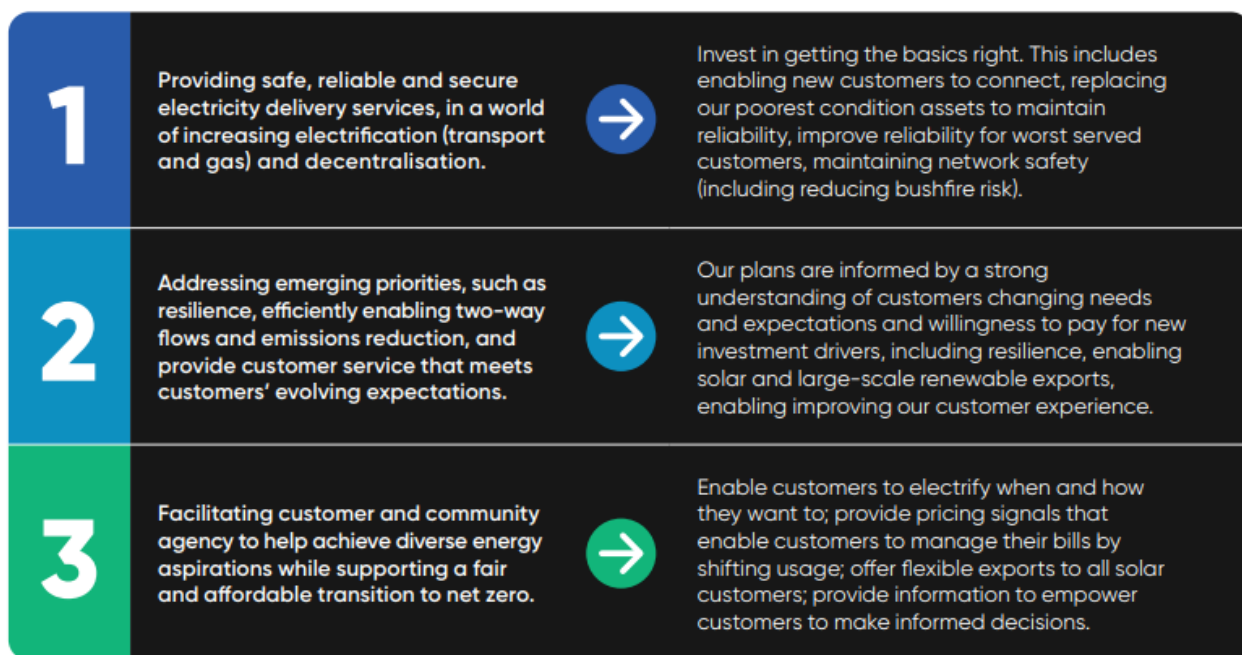 1
Providing safe, reliable and secure
electricity delivery services, in a world
of increasing electrification (transport
and gas) and decentralisation.
Invest in getting the basics right. This includes
enabling new customers to connect, replacing
our poorest condition assets to maintain
reliability, improve reliability for worst served
customers, maintaining network safety
(including reducing bushfire risk).
2
Addressing emerging priorities, such as
resilience, efficiently enabling two-way
flows and emissions reduction, and
provide customer service that meets
customers’ evolving expectations.
Our plans are informed by a strong
understanding of customers changing needs
and expectations and willingness to pay for new
investment drivers, including resilience, enabling
solar and large-scale renewable exports,
enabling improving our customer experience.
3
Facilitating customer and community
agency to help achieve diverse energy
aspirations while supporting a fair
and affordable transition to net zero.
Enable customers to electrify when and how
they want to; provide pricing signals that
enable customers to manage their bills by
shifting usage; offer flexible exports to all solar
customers; provide information to empower
customers to make informed decisions.